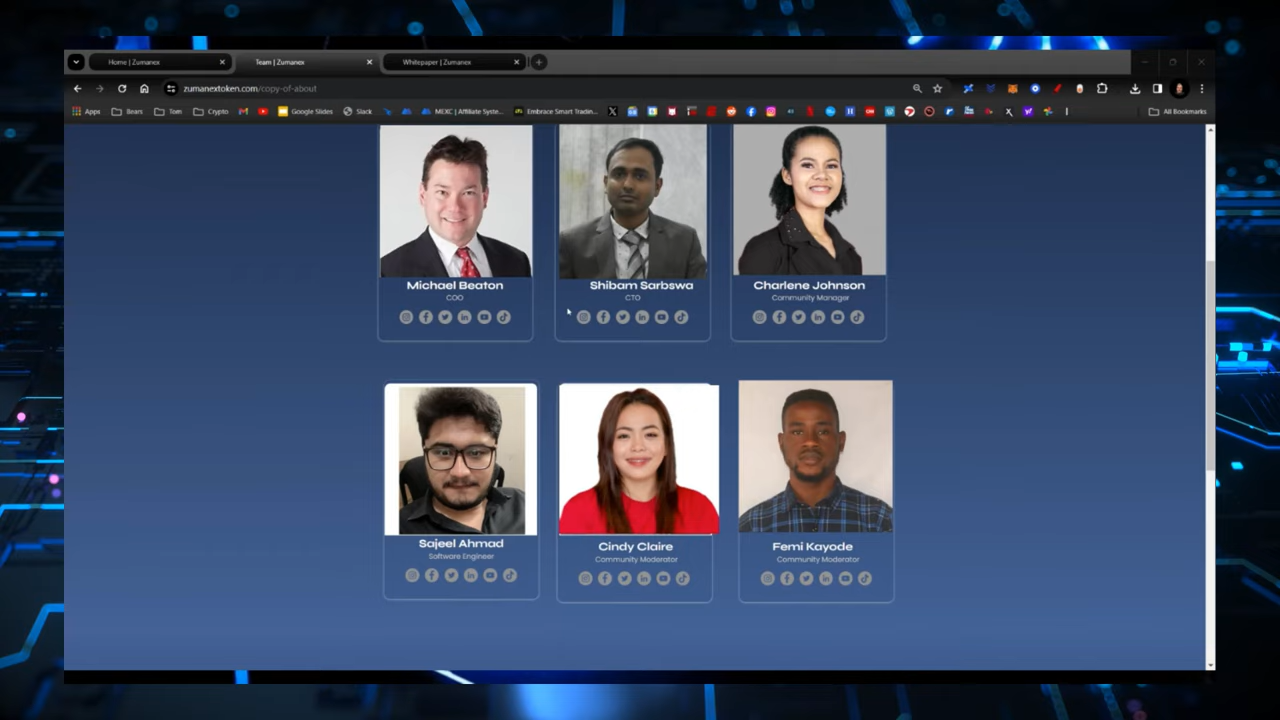 Home | Zumanex
Team | Zumanex
Whitepaper | Zumanex
zumanextoken.com/copy-of-about
Apps
Bears
Tom
Crypto
Google Slides
Slack
MEXC | Affiliate Syste...
Embrace Smart Tradin...
All Bookmarks
Michael Beaton
COO
Shibam Sarbswa
CTO
Charlene Johnson
Community Manager
Sajeel Ahmad
Software Engineer
Cindy Claire
Community Moderator
Femi Kayode
Community Moderator